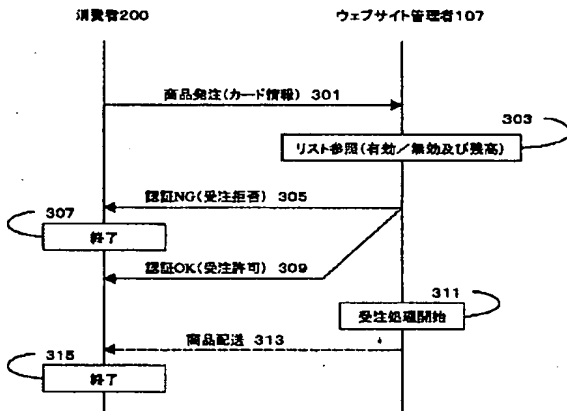 消費者200 ウェブサイト管理者107
商品発注(カード情報) 301
303
リスト参照(有効/無効及び残高)
認証NG(受注拒否) 305
307
終了
認証OK(受注許可) 309
311
受注処理開始
商品配送 313
315
終了